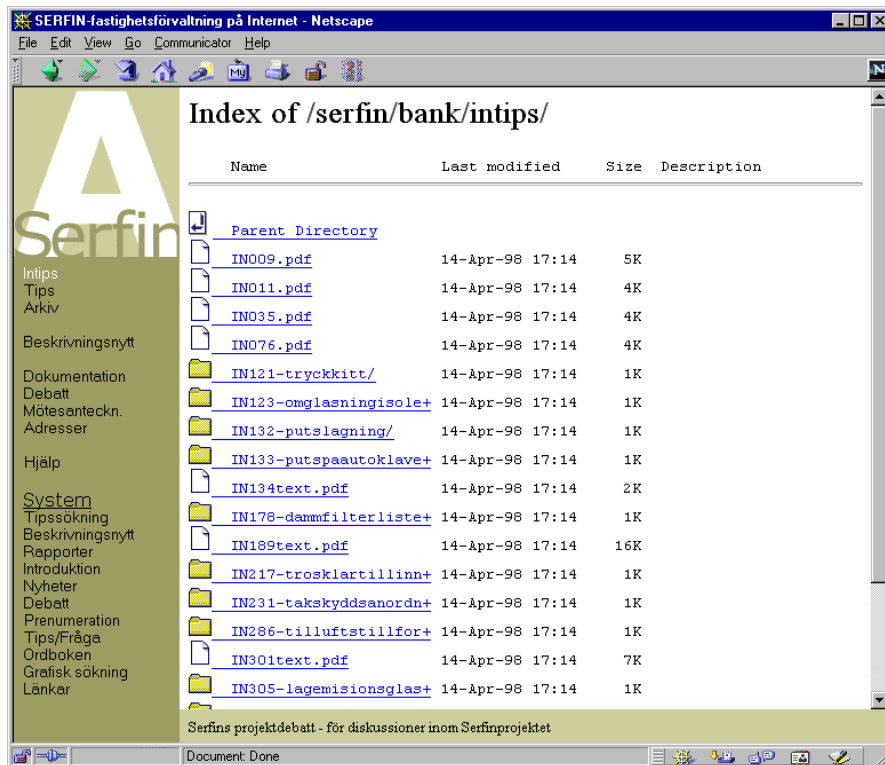 SERFIN-fastighetsförvaltning på Internet - Netscape
File Edit View Go Communicator Help
My
N
A
Serfin
Intips
Tips
Arkiv
Beskrivningsnytt
Dokumentation
Debatt
Mötesanteckn.
Adresser
Hjälp
System
Tipssökning
Beskrivningsnytt
Rapporter
Introduktion
Nyheter
Debatt
Prenumeration
Tips/Fråga
Ordboken
Grafisk sökning
Länkar
Index of /serfin/bank/intips/
Name Last modified Size Description
Parent Directory
IN009.pdf 14-Apr-98 17:14 5K
IN011.pdf 14-Apr-98 17:14 4K
IN035.pdf 14-Apr-98 17:14 4K
IN076.pdf 14-Apr-98 17:14 4K
IN121-tryckkitt/ 14-Apr-98 17:14 1K
IN123-omglasningisole+ 14-Apr-98 17:14 1K
IN132-putslagning/ 14-Apr-98 17:14 1K
IN133-putspaautoklave+ 14-Apr-98 17:14 1K
IN134text.pdf 14-Apr-98 17:14 2K
IN178-dammfilterliste+ 14-Apr-98 17:14 1K
IN189text.pdf 14-Apr-98 17:14 16K
IN217-trosklartillinn+ 14-Apr-98 17:14 1K
IN231-takskyddsanordn+ 14-Apr-98 17:14 1K
IN286-tilluftstillfor+ 14-Apr-98 17:14 1K
IN301text.pdf 14-Apr-98 17:14 7K
IN305-lagemisionsglas+ 14-Apr-98 17:14 1K
Serfins projektdebatt - för diskussioner inom Serfinprojektet
Document: Done